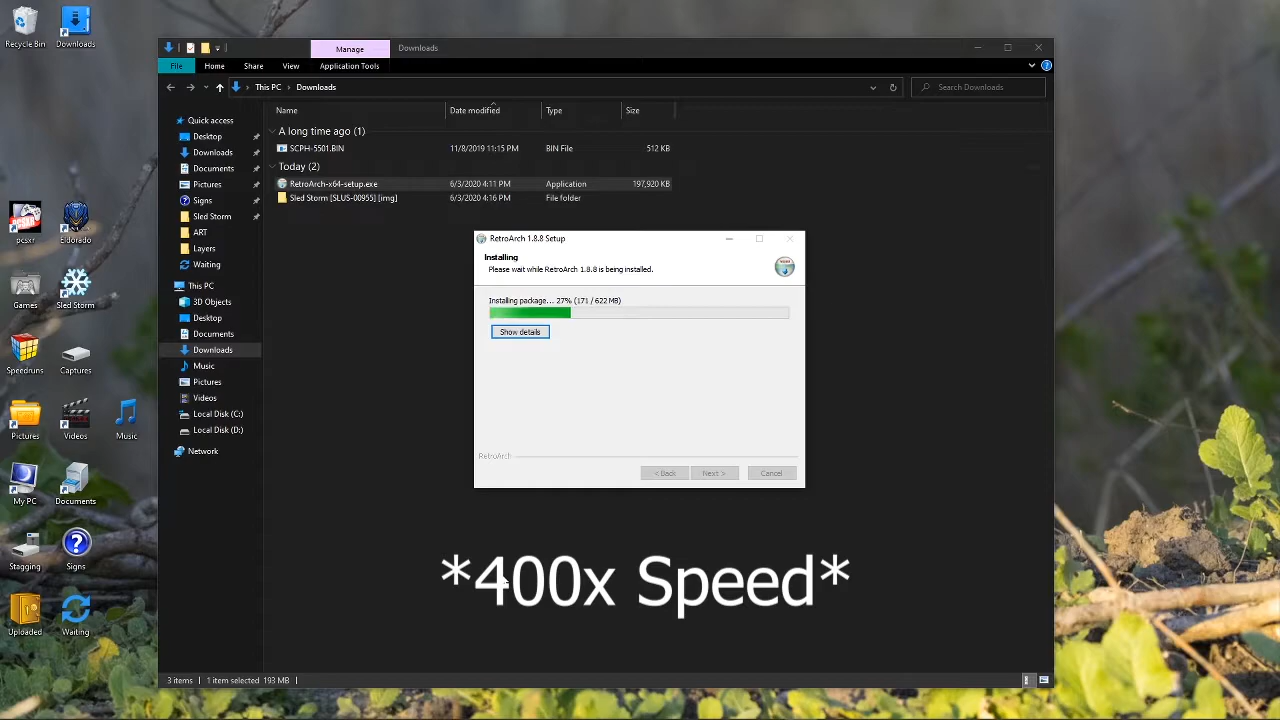 Recycle Bin
Downloads
pcsxr
Eldorado
Games
Sled Storm
Speedruns
Captures
Pictures
Videos
Music
My PC
Documents
Staging
Signs
Uploaded
Waiting
Manage
Downloads
File
Home
Share
View
Application Tools
This PC > Downloads
Search Downloads
Quick access
Desktop
Downloads
Documents
Pictures
Signs
Sled Storm
ART
Layers
Waiting
This PC
3D Objects
Desktop
Documents
Downloads
Music
Pictures
Videos
Local Disk (C:)
Local Disk (D:)
Network
Name Date modified Type Size
A long time ago (1)
SCPH-5501.BIN 11/8/2019 11:15 PM BIN File 512 KB
Today (2)
RetroArch-x64-setup.exe 6/3/2020 4:11 PM Application 197,920 KB
Sled Storm [SLUS-00955] [img] 6/3/2020 4:16 PM File folder
RetroArch 1.8.8 Setup
Installing
Please wait while RetroArch 1.8.8 is being installed.
Installing package... 27% (171 / 622 MB)
Show details
RetroArch
< Back
Next >
Cancel
*400x Speed*
3 items 1 item selected 193 MB